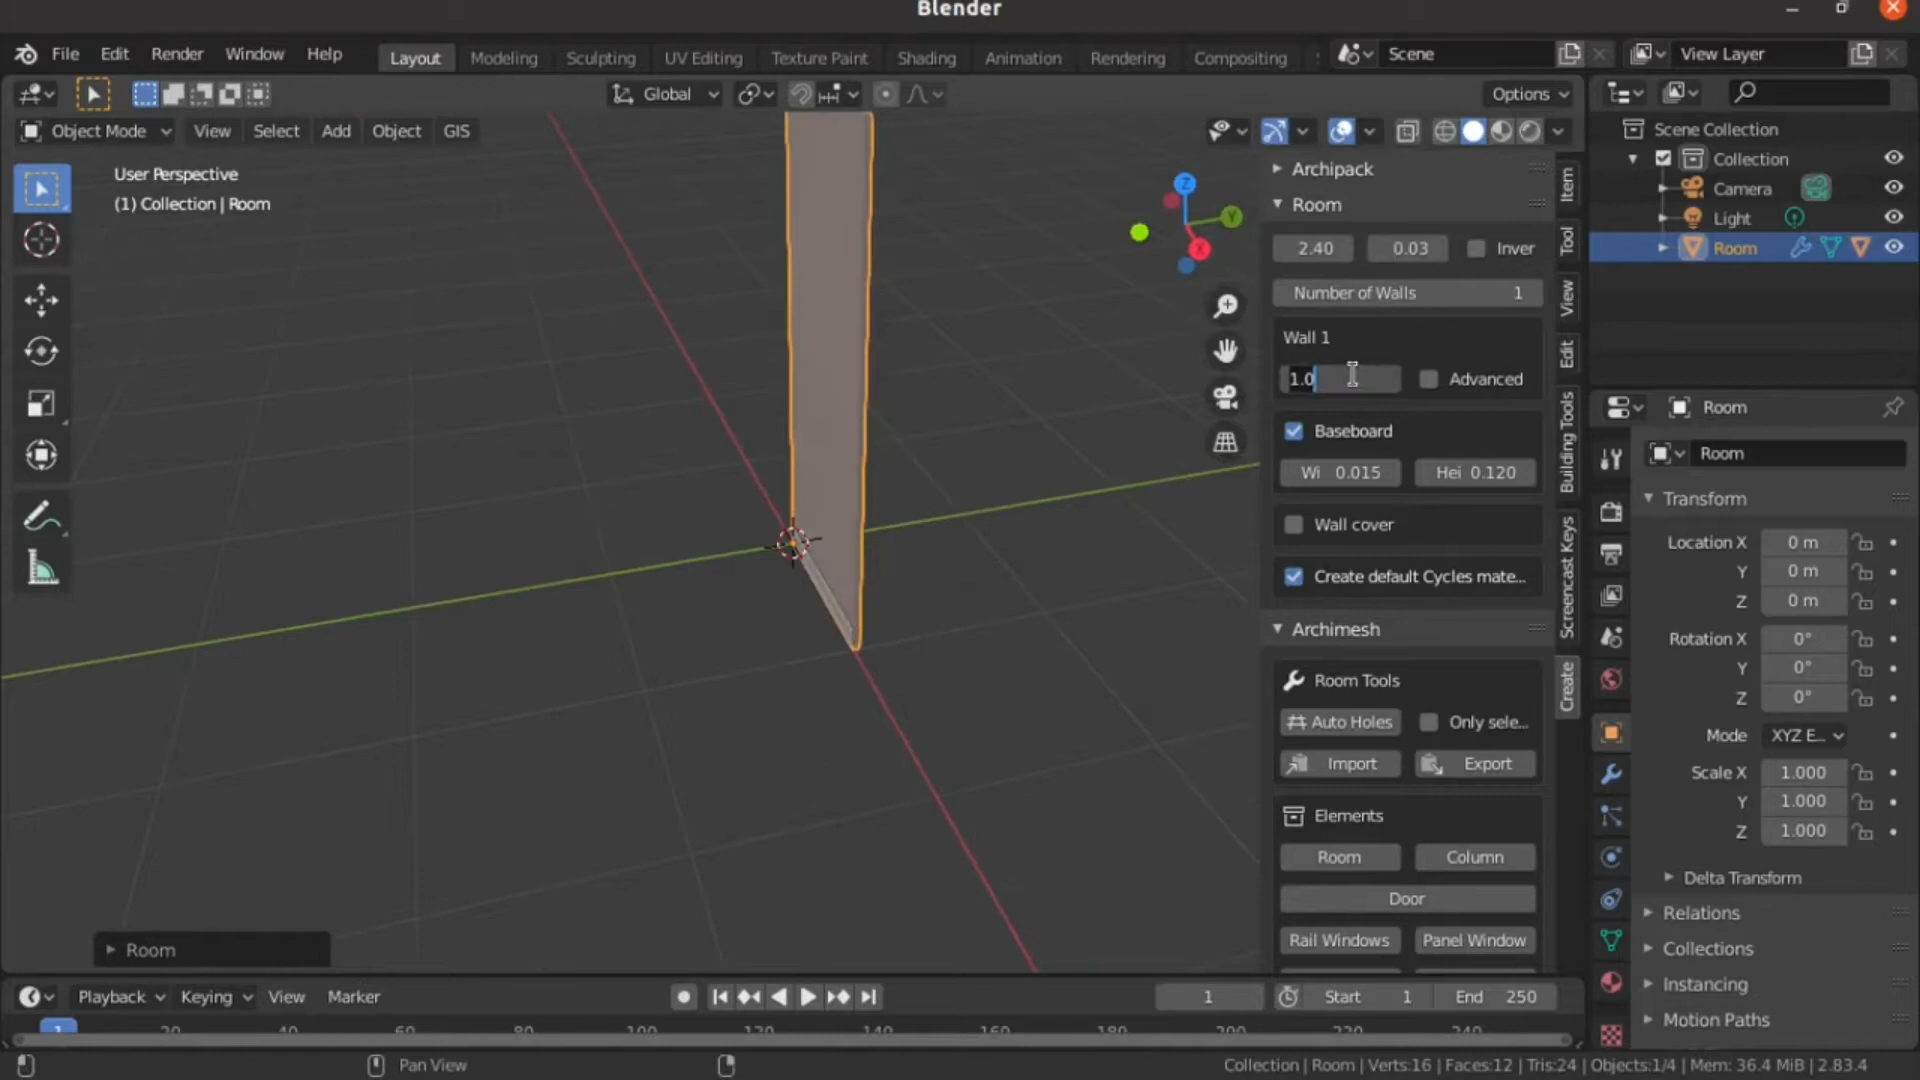 Blender
File Edit Render Window Help Layout Modeling Sculpting UV Editing Texture Paint Shading Animation Rendering Compositing Scene View Layer
Global Options
Object Mode View Select Add Object GIS
User Perspective
(1) Collection | Room
Z
Y
X
Archipack
Room
2.40 0.03 Inver
Number of Walls 1
Wall 1
1.0 Advanced
Baseboard
Wi 0.015 Hei 0.120
Wall cover
Create default Cycles mate...
Archimesh
Room Tools
Auto Holes Only sele...
Import Export
Elements
Room Column
Door
Rail Windows Panel Window
Item
Tool
View
Edit
Building Tools
Screencast Keys
Create
Scene Collection
Collection
Camera
Light
Room
Room
Room
Transform
Location X 0 m
Y 0 m
Z 0 m
Rotation X 0°
Y 0°
Z 0°
Mode XYZ E...
Scale X 1.000
Y 1.000
Z 1.000
Delta Transform
Relations
Collections
Instancing
Motion Paths
Room
Playback Keying View Marker 1 Start 1 End 250
1 20 40 60 80 100 120 140 160 180 200 220 240
Pan View Collection | Room | Verts:16 | Faces:12 | Tris:24 | Objects:1/4 | Mem: 36.4 MiB | 2.83.4